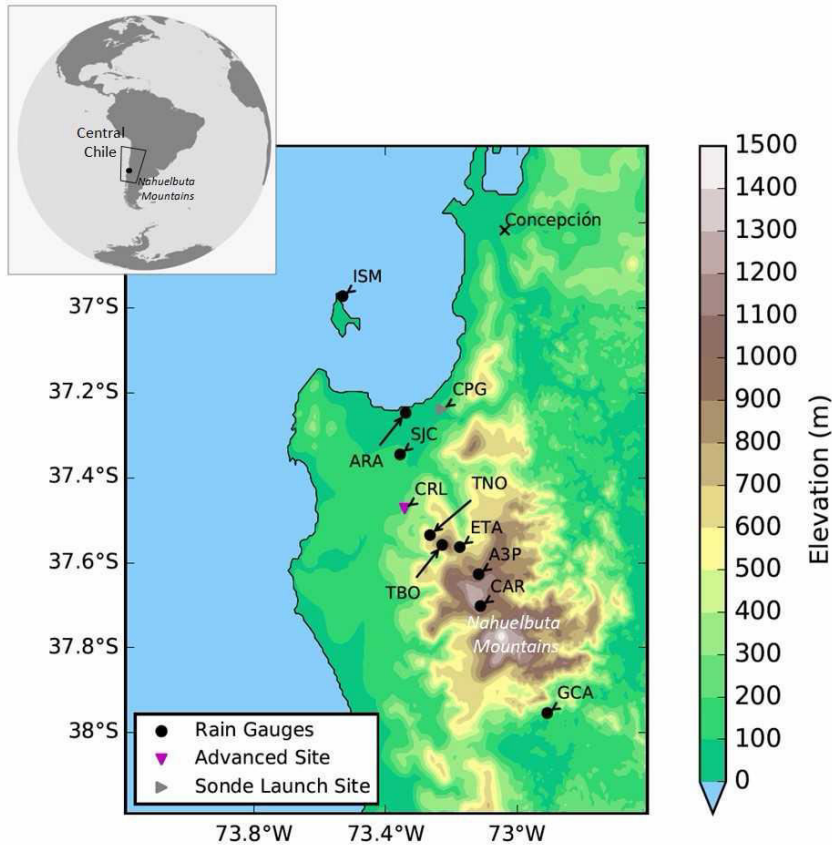 Central
Chile
Nahuelbuta
Mountains
Concepción
ISM
37°S
37.2°S
CPG
SJC
ARA
37.4°S
CRL
TNO
ETA
37.6°S
A3P
TBO
CAR
Nahuelbuta
Mountains
37.8°S
GCA
38°S
Rain Gauges
Advanced Site
Sonde Launch Site
73.8°W
73.4°W
73°W
1500
1400
1300
1200
1100
1000
900
800
700
600
500
400
300
200
100
0
Elevation (m)